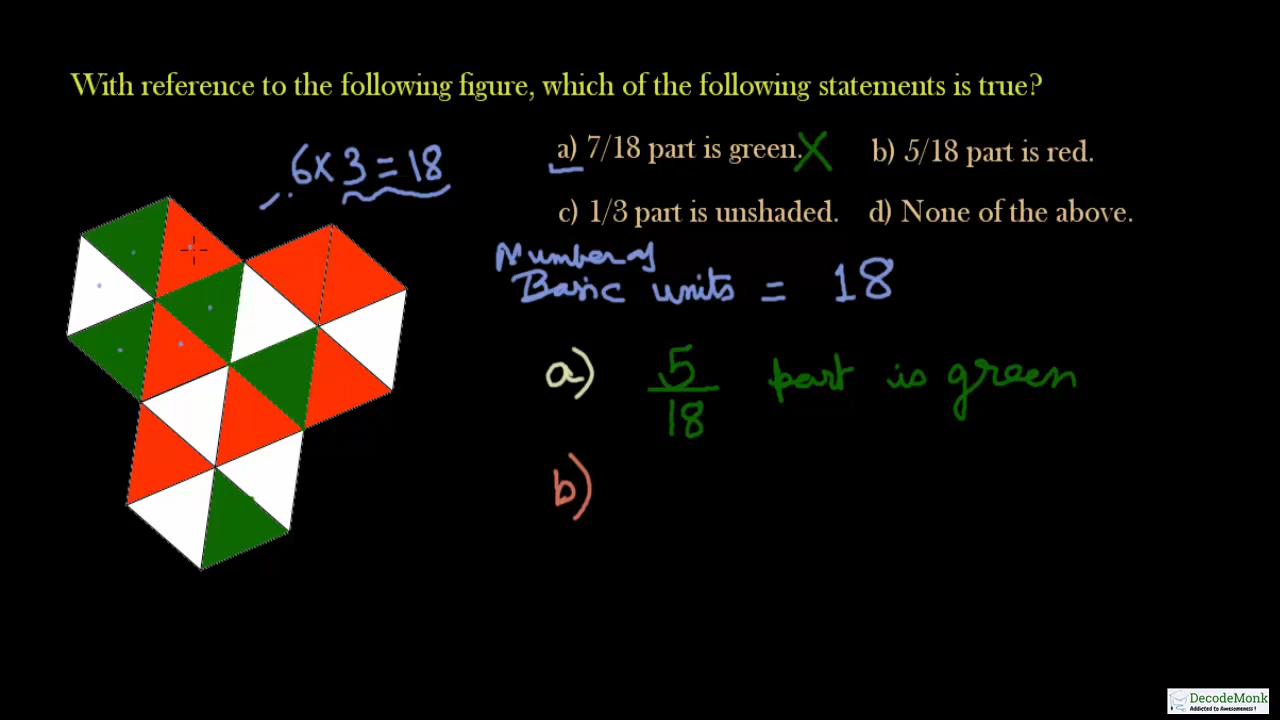 With reference to the following figure, which of the following statements is true?
a) 7/18 part is green. X b) 5/18 part is red.
6 x 3 = 18
c) 1/3 part is unshaded. d) None of the above.
Number of
Basic units = 18
a) 5/18 part is green
b)
DecodeMonk
Addicted to Awesomeness !